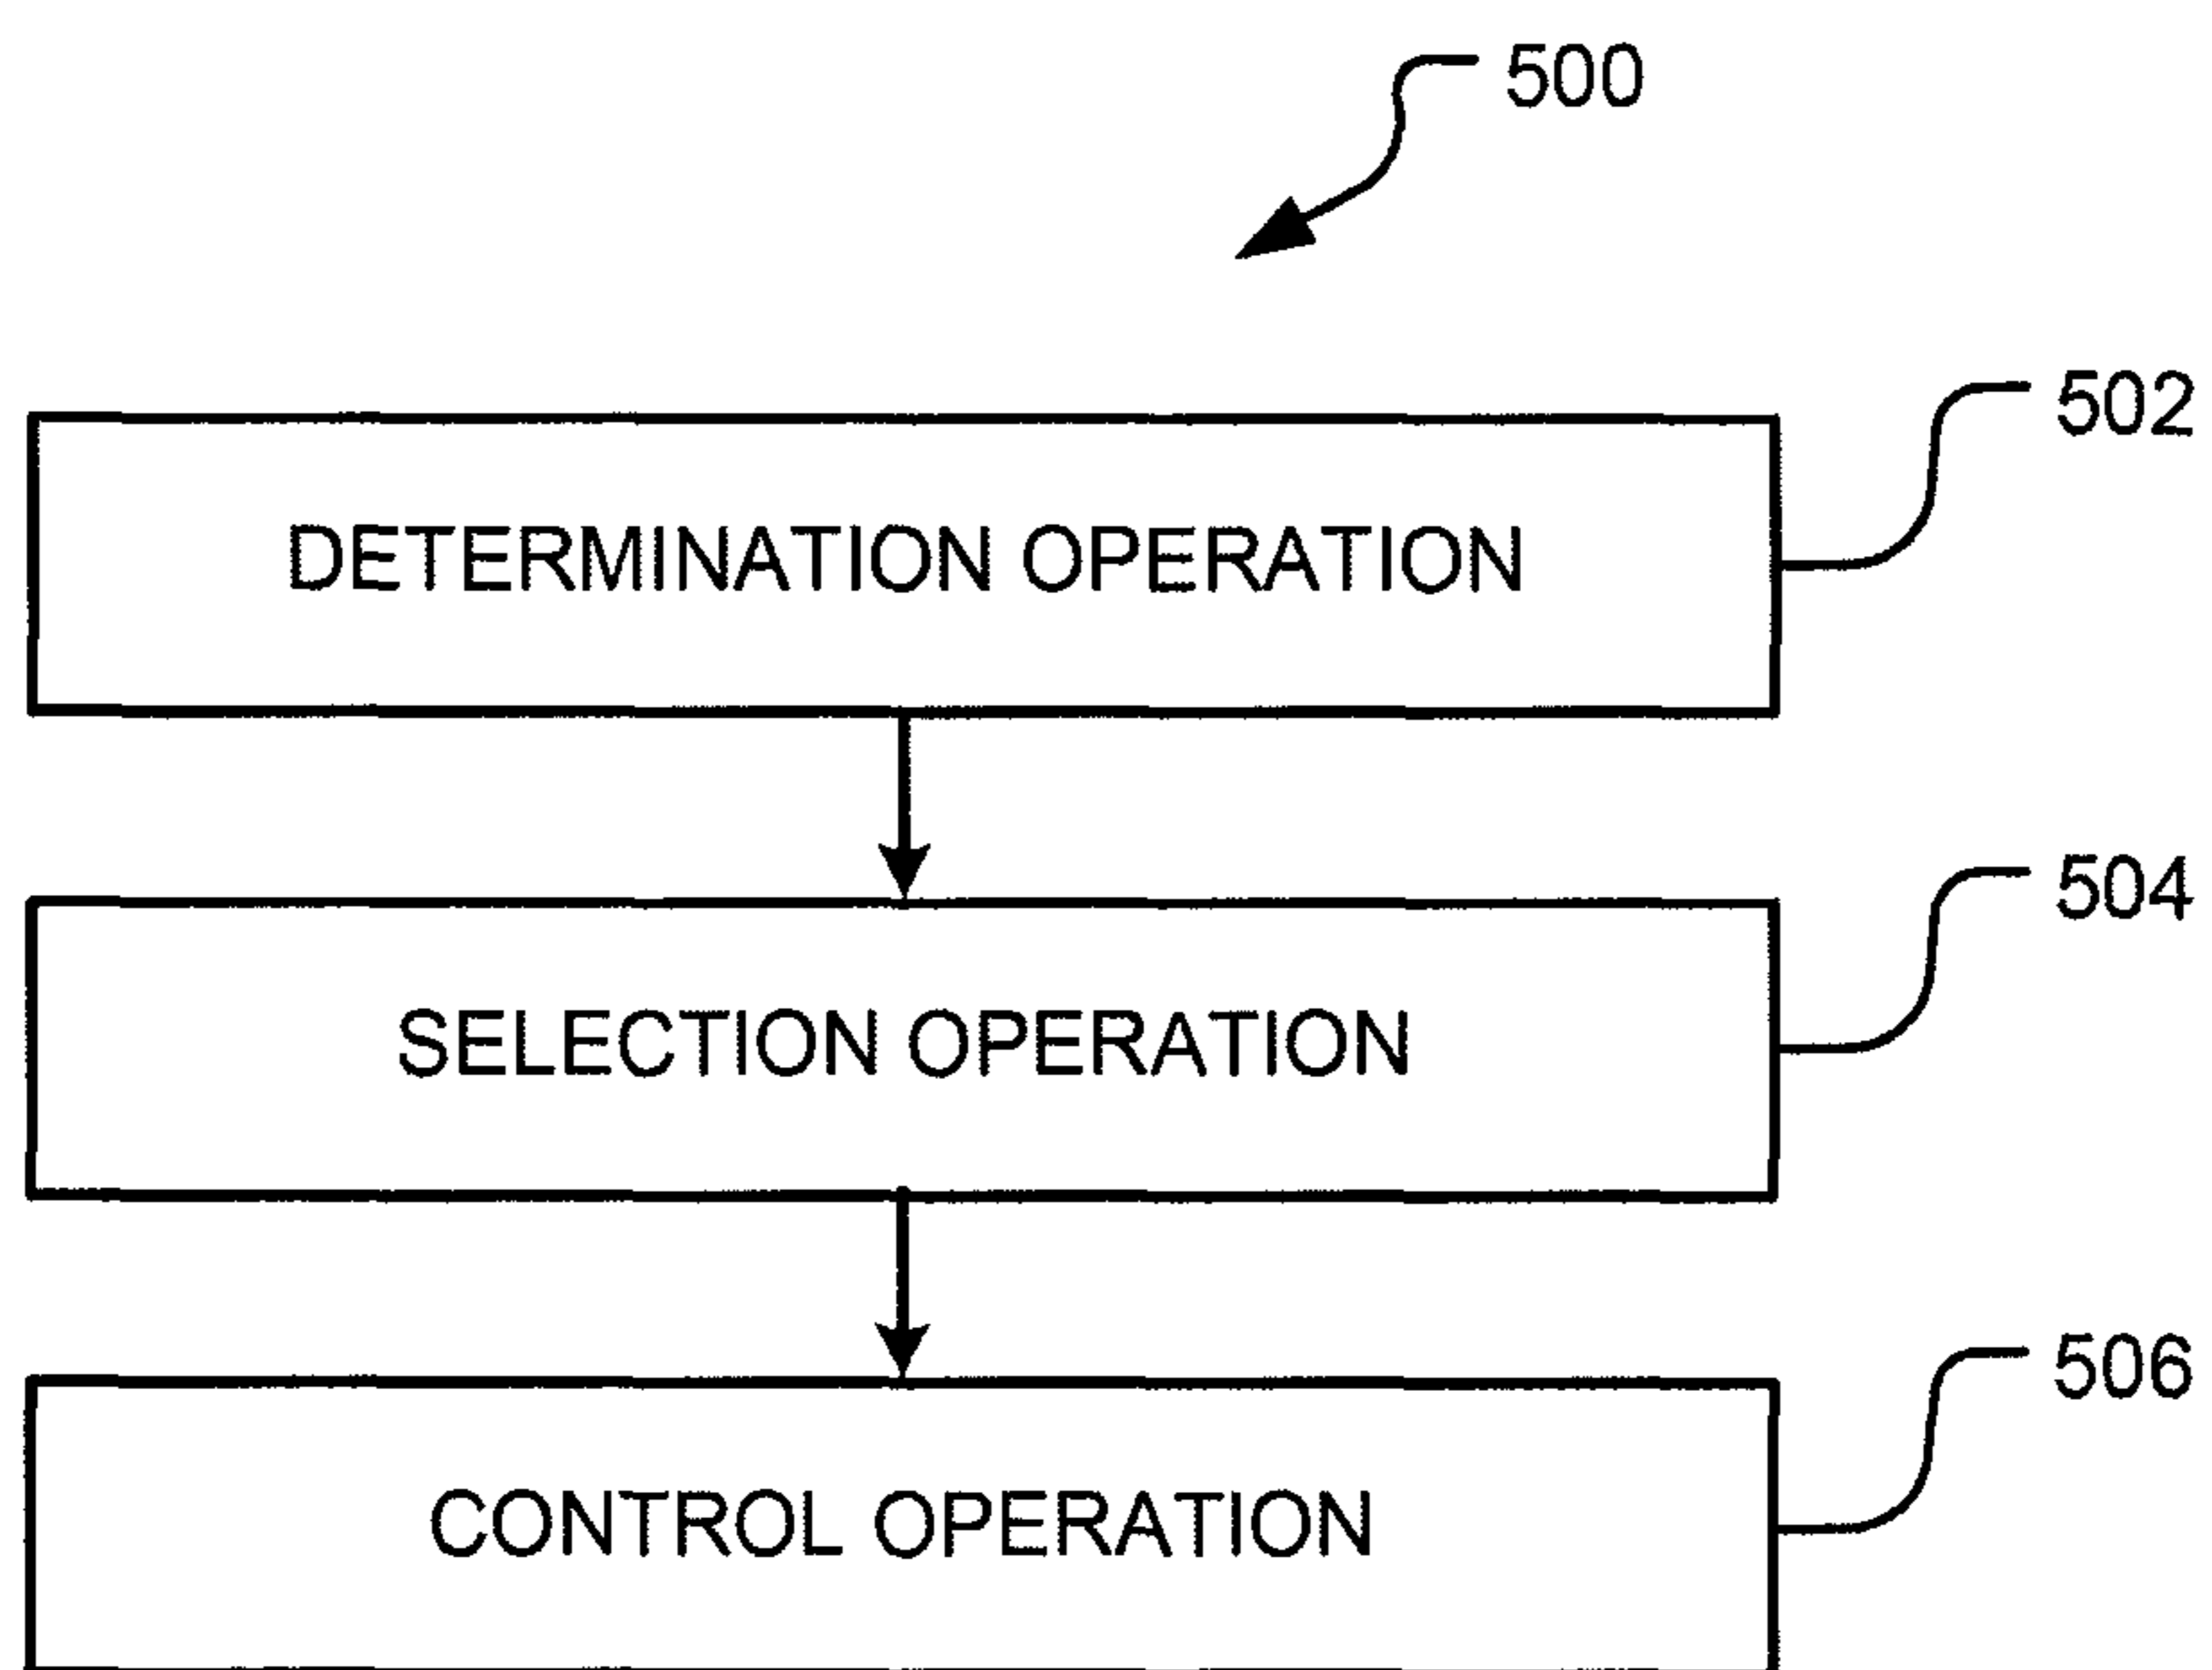 500
502
DETERMINATION OPERATION
504
SELECTION OPERATION
506
CONTROL OPERATION